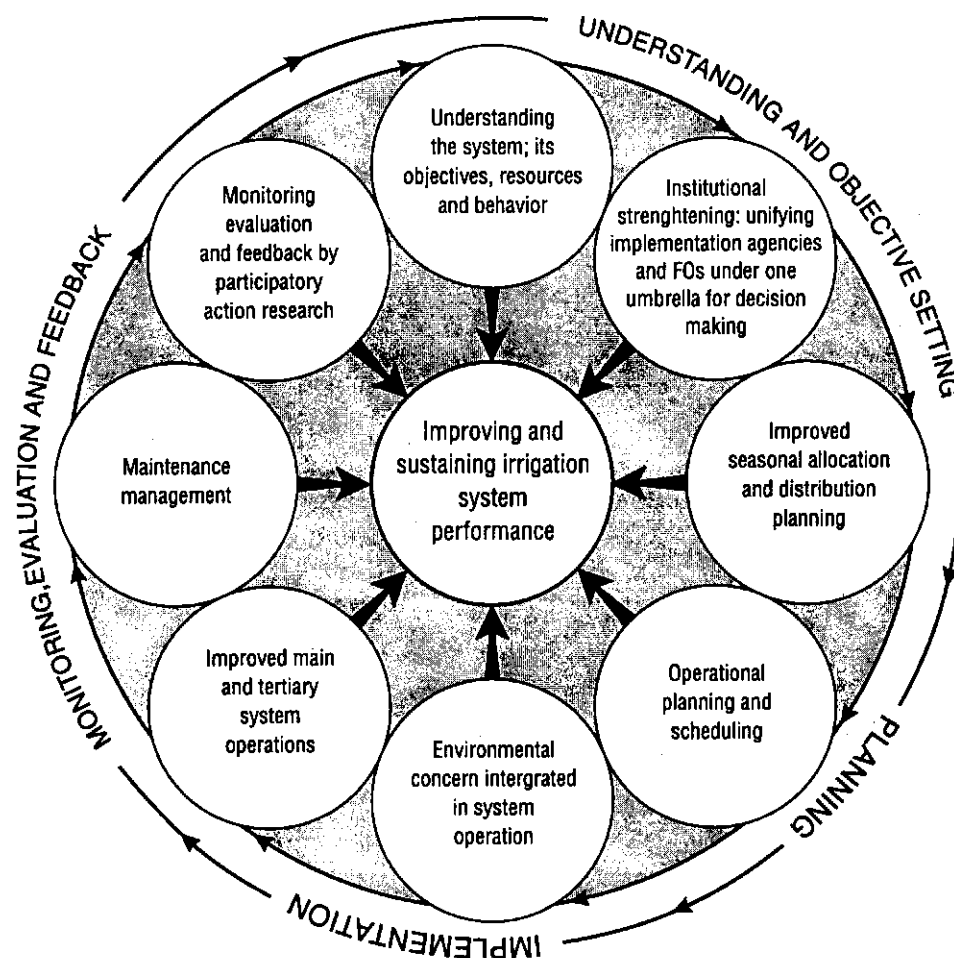 UNDERSTANDING AND OBJECTIVE SETTING
Understanding
the system; its
objectives, resources
and behavior
Institutional
strenghtening: unifying
implementation agencies
and FOs under one
umbrella for decision
making
Improved
seasonal allocation
and distribution
planning
PLANNING
Operational
planning and
scheduling
Environmental
concern intergrated
in system
operation
IMPLEMENTATION
Improved main
and tertiary
system
operations
Maintenance
management
MONITORING,EVALUATION AND FEEDBACK
Monitoring
evaluation
and feedback by
participatory
action research
Improving and
sustaining irrigation
system
performance